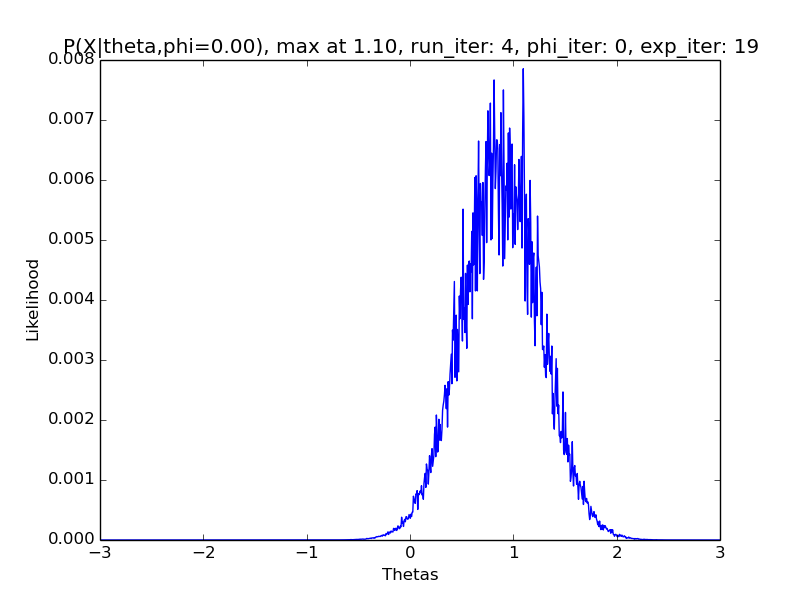 P(X|theta,phi=0.00), max at 1.10, run_iter: 4, phi_iter: 0, exp_iter: 19
0.008
0.007
0.006
0.005
0.004
0.003
0.002
0.001
0.000
Likelihood
−3 −2 −1 0 1 2 3
Thetas